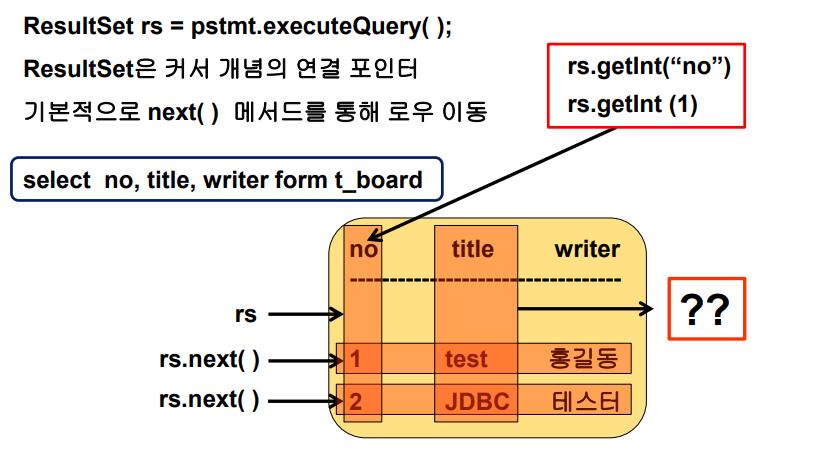 ResultSet rs = pstmt.executeQuery( );
ResultSet은 커서 개념의 연결 포인터
기본적으로 next( ) 메서드를 통해 로우 이동
rs.getInt(“no”)
rs.getInt (1)
select no, title, writer form t_board
no title writer
----------------------------------
rs
??
rs.next( ) 1 test 홍길동
rs.next( ) 2 JDBC 테스터